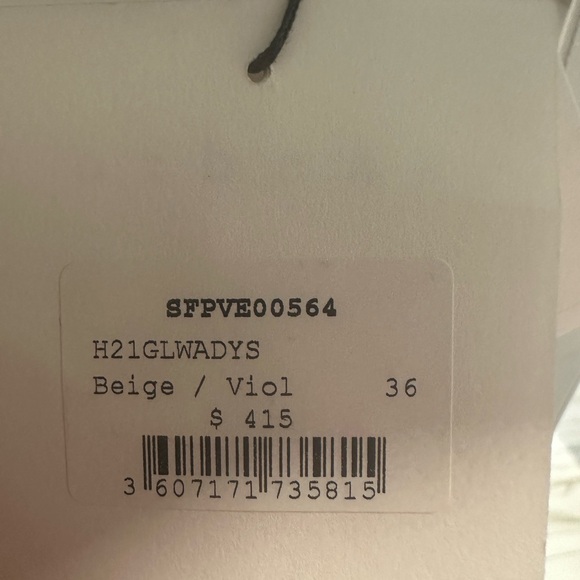 SFPVE00564
H21GLWADYS
Beige / Viol 36
$ 415
3 607171 735815